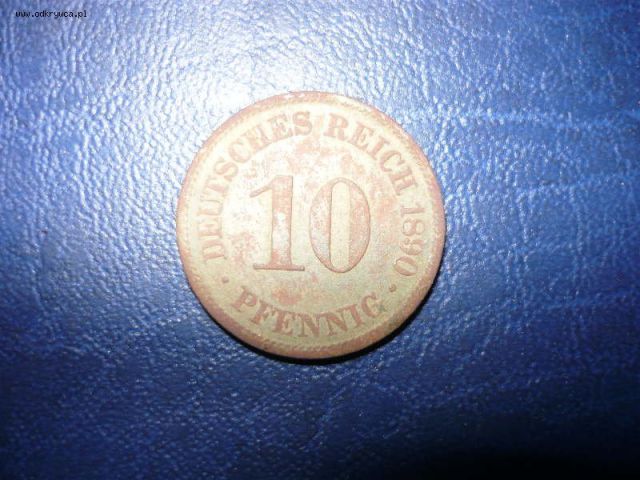 www.odkrywca.pl
DEUTSCHES REICH 1890
10
· PFENNIG ·